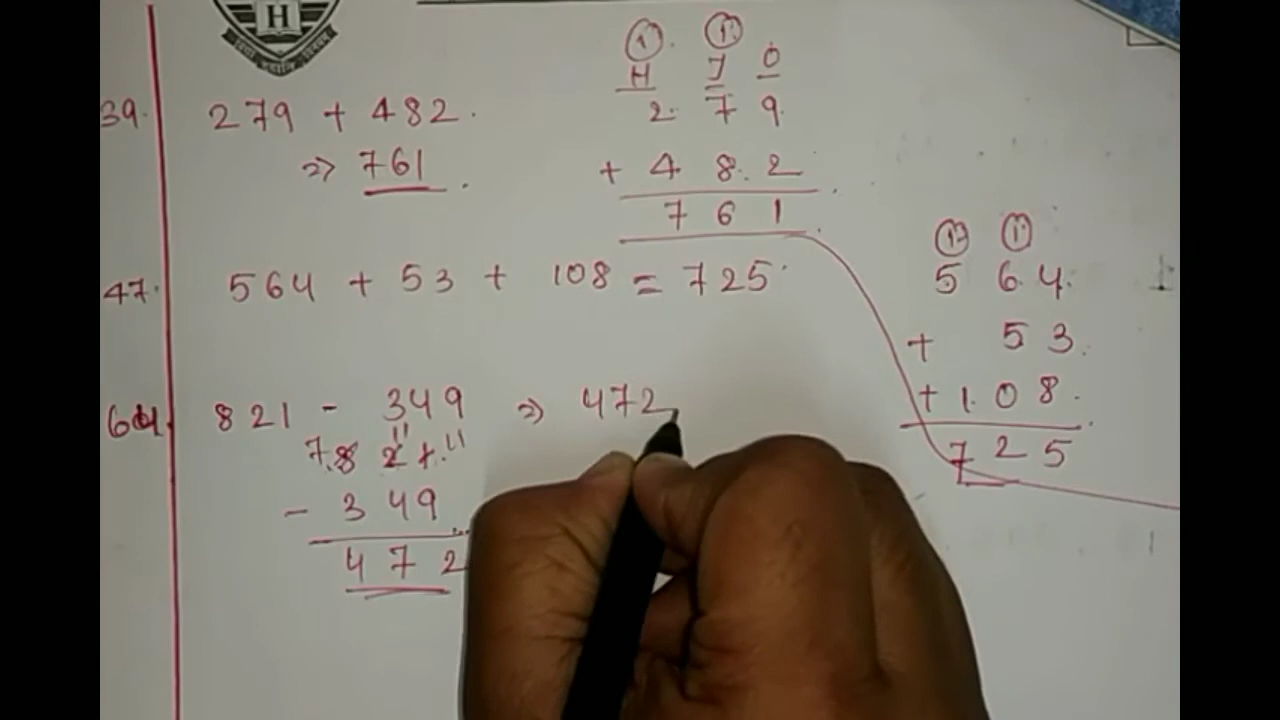 H
39. 279 + 482.
⇒ 761
① ①
H T O
2 7 9
+ 4 8 2
7 6 1
47. 564 + 53 + 108 = 725
① ①
5 6 4
+ 5 3
+ 1 0 8
7 2 5
64. 821 - 349 ⇒ 472
11 11
7 8 2 1
- 3 4 9
4 7 2